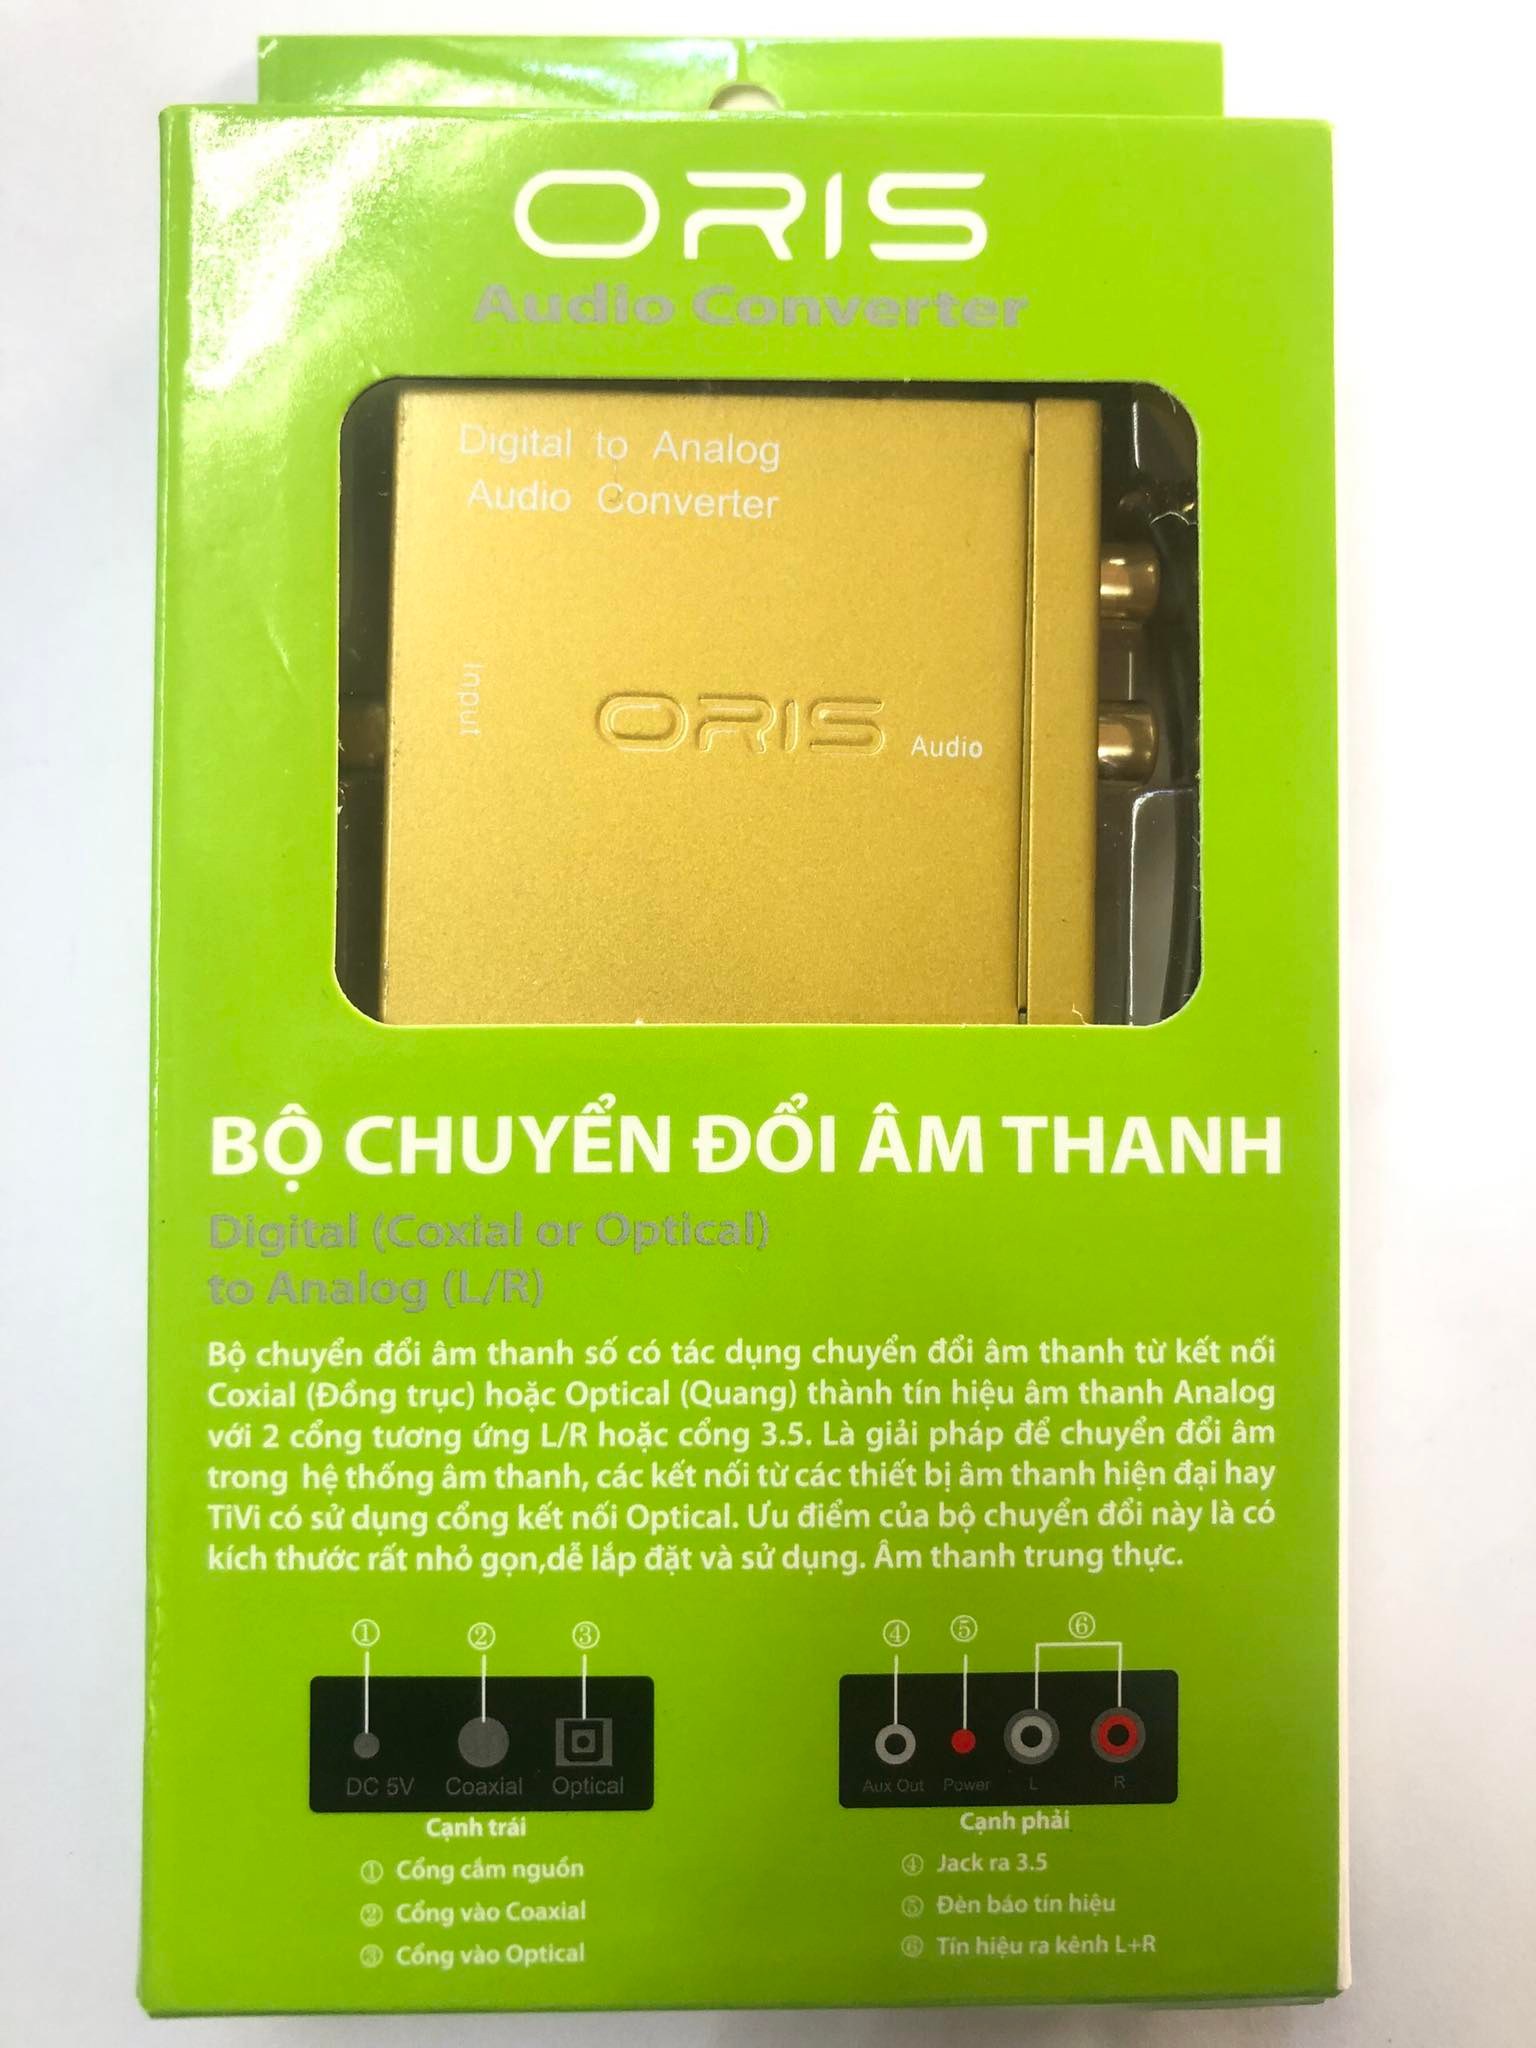 ORIS
Audio Converter
Digital to Analog
Audio Converter
Input
ORIS
Audio
BỘ CHUYỂN ĐỔI ÂM THANH
Digital (Coxial or Optical)
to Analog (L/R)
Bộ chuyển đổi âm thanh số có tác dụng chuyển đổi âm thanh từ kết nối
Coxial (Đồng trục) hoặc Optical (Quang) thành tín hiệu âm thanh Analog
với 2 cổng tương ứng L/R hoặc cổng 3.5. Là giải pháp để chuyển đổi âm
trong hệ thống âm thanh, các kết nối từ các thiết bị âm thanh hiện đại hay
TiVi có sử dụng cổng kết nối Optical. Ưu điểm của bộ chuyển đổi này là có
kích thước rất nhỏ gọn,dễ lắp đặt và sử dụng. Âm thanh trung thực.
① ② ③
DC 5V Coaxial Optical
Cạnh trái
① Cổng cắm nguồn
② Cổng vào Coaxial
③ Cổng vào Optical
④ ⑤ ⑥
Aux Out Power L R
Cạnh phải
④ Jack ra 3.5
⑤ Đèn báo tín hiệu
⑥ Tín hiệu ra kênh L+R